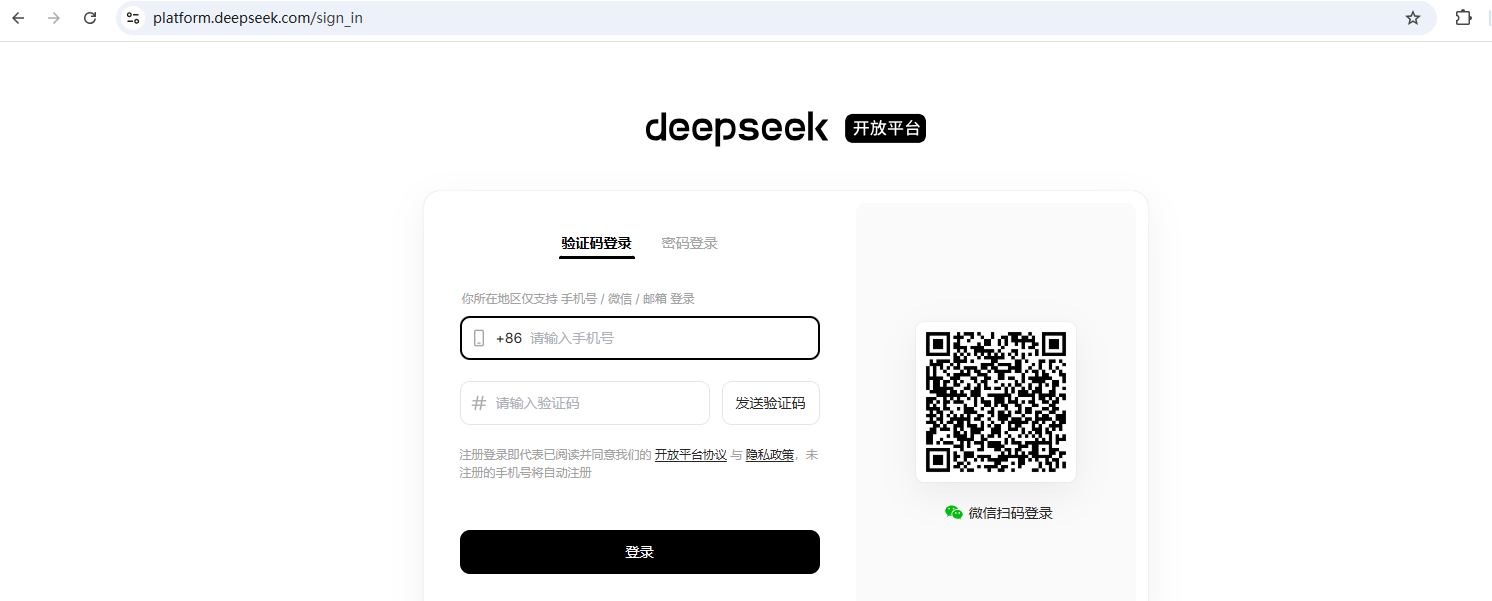 platform.deepseek.com/sign_in
deepseek 开放平台
验证码登录 密码登录
你所在地区仅支持 手机号 / 微信 / 邮箱 登录
+86 请输入手机号
请输入验证码 发送验证码
注册登录即代表已阅读并同意我们的 开放平台协议 与 隐私政策，未
注册的手机号将自动注册
登录
微信扫码登录